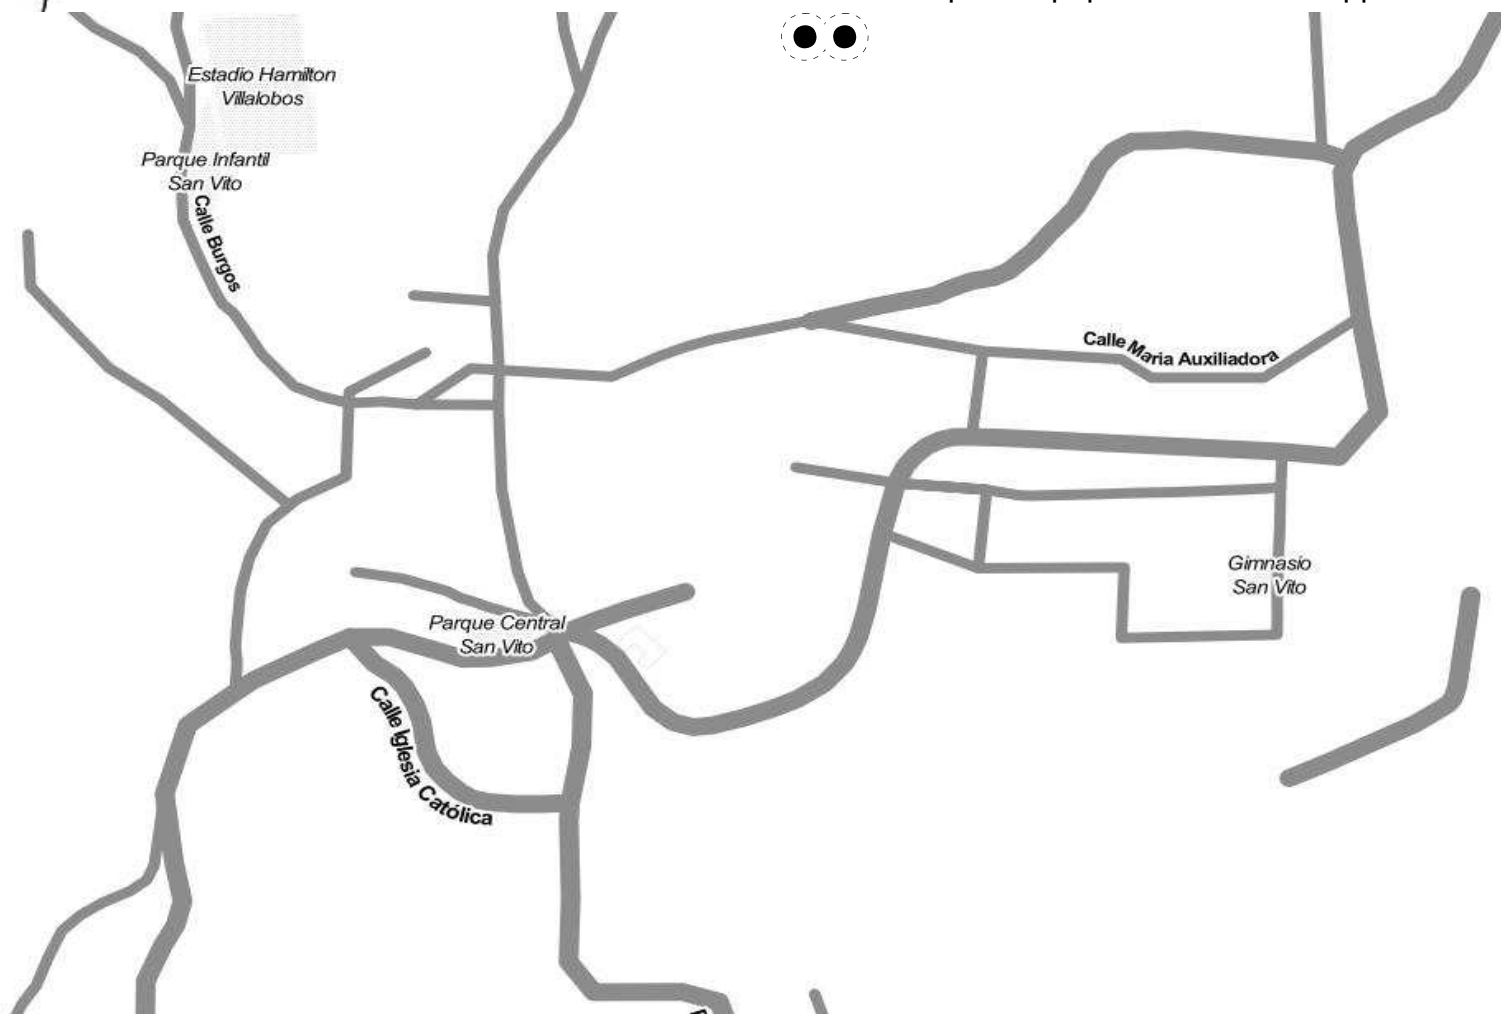 Estadio Hamilton
Villalobos
Parque Infantil
San Vito
Calle Burgos
Calle Maria Auxiliadora
Gimnasio
San Vito
Parque Central
San Vito
Calle Iglesia Católica